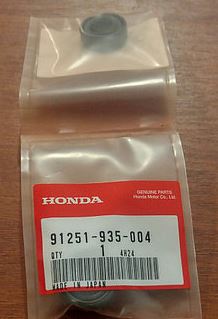 GENUINE PARTS
Honda Motor Co., Ltd.
HONDA
91251-935-004
QTY 1 4H24
MADE IN JAPAN